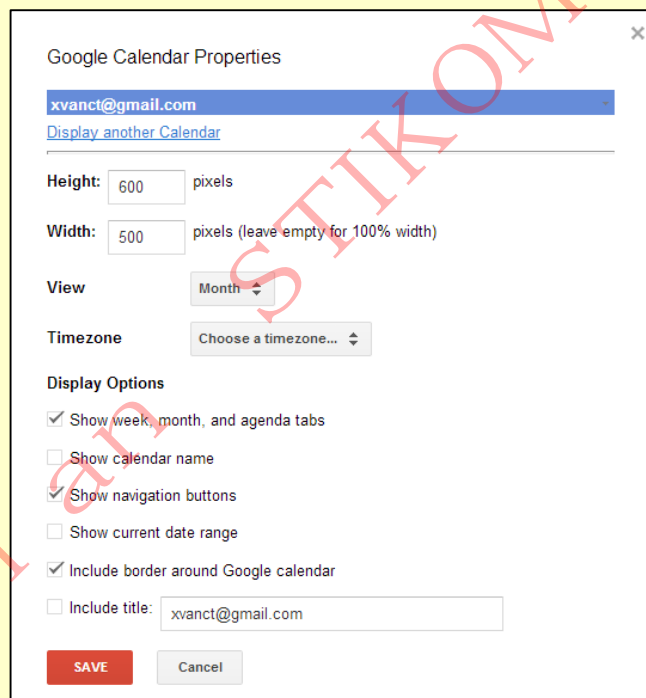 Google Calendar Properties
xvanct@gmail.com
Display another Calendar
Height: 600 pixels
Width: 500 pixels (leave empty for 100% width)
View Month
Timezone Choose a timezone...
Display Options
Show week, month, and agenda tabs
Show calendar name
Show navigation buttons
Show current date range
Include border around Google calendar
Include title: xvanct@gmail.com
SAVE Cancel
an STIKOM